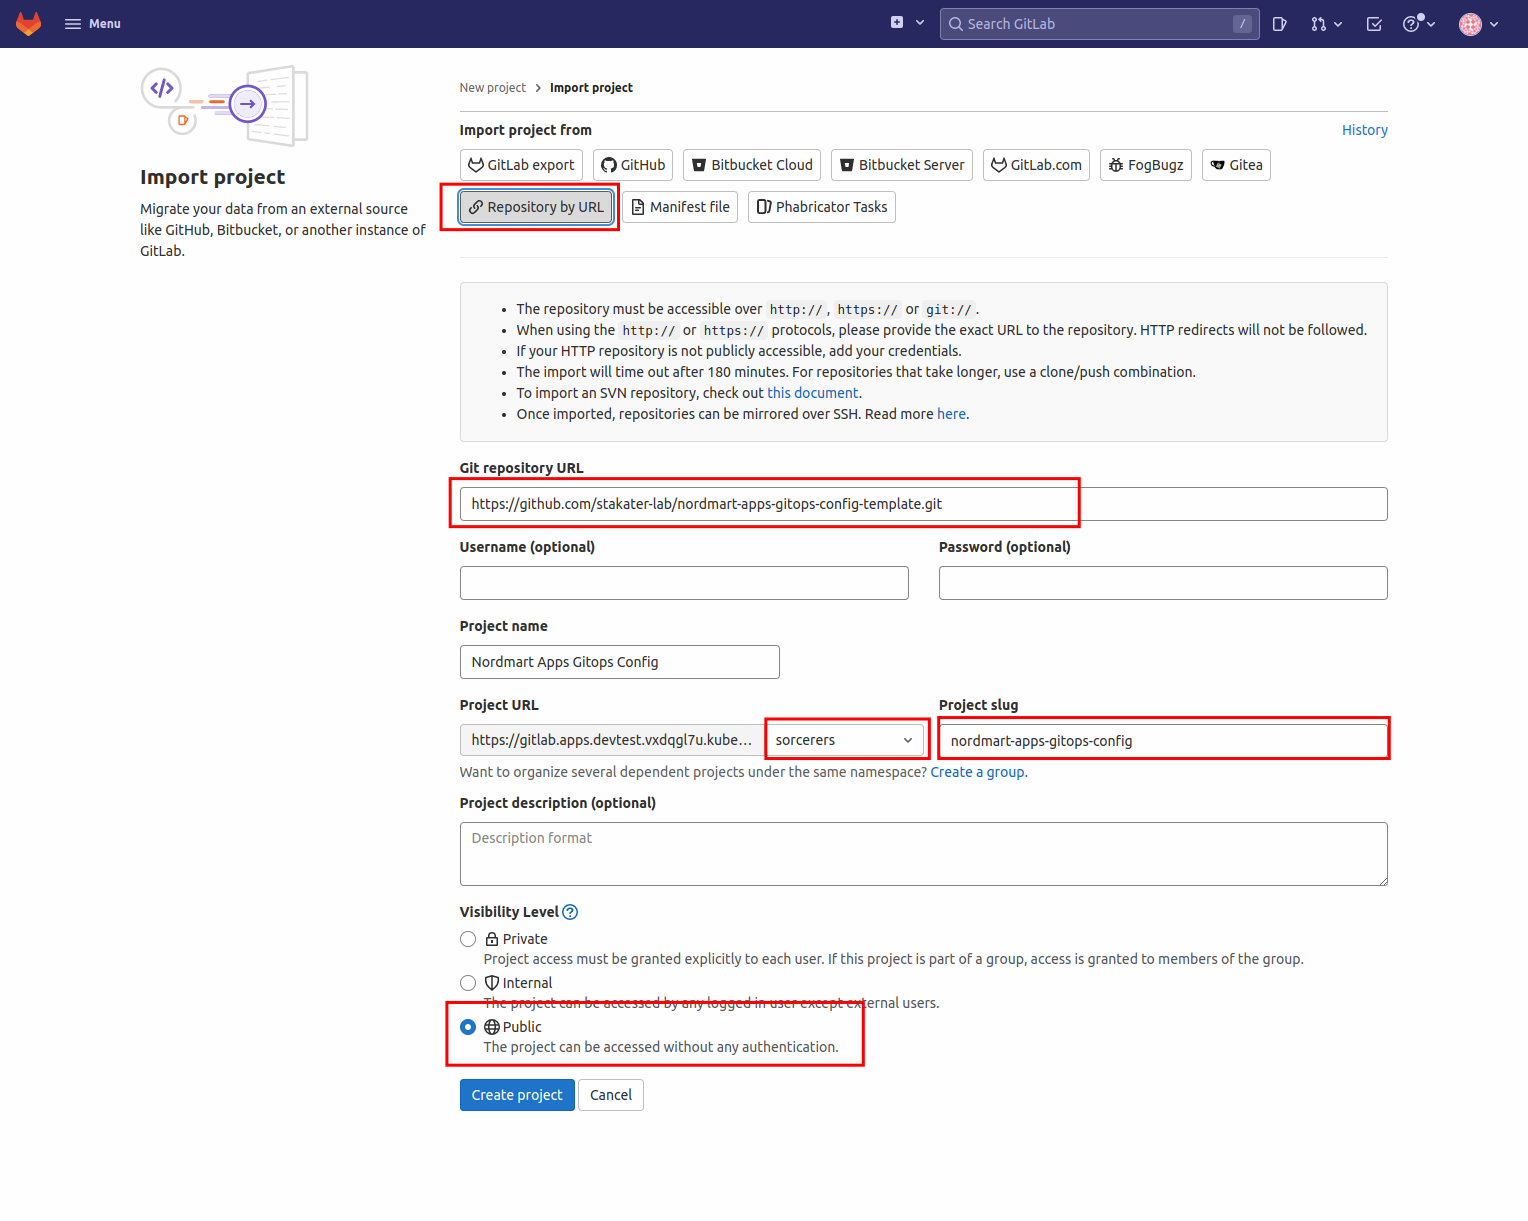 Menu
Search GitLab /
New project > Import project
Import project from
History
GitLab export
GitHub
Bitbucket Cloud
Bitbucket Server
GitLab.com
FogBugz
Gitea
Repository by URL
Manifest file
Phabricator Tasks
Import project
Migrate your data from an external source
like GitHub, Bitbucket, or another instance of
GitLab.
• The repository must be accessible over http://, https:// or git://.
• When using the http:// or https:// protocols, please provide the exact URL to the repository. HTTP redirects will not be followed.
• If your HTTP repository is not publicly accessible, add your credentials.
• The import will time out after 180 minutes. For repositories that take longer, use a clone/push combination.
• To import an SVN repository, check out this document.
• Once imported, repositories can be mirrored over SSH. Read more here.
Git repository URL
https://github.com/stakater-lab/nordmart-apps-gitops-config-template.git
Username (optional)
Password (optional)
Project name
Nordmart Apps Gitops Config
Project URL
Project slug
https://gitlab.apps.devtest.vxdqgl7u.kube...
sorcerers
nordmart-apps-gitops-config
Want to organize several dependent projects under the same namespace? Create a group.
Project description (optional)
Description format
Visibility Level
Private
Project access must be granted explicitly to each user. If this project is part of a group, access is granted to members of the group.
Internal
The project can be accessed by any logged in user except external users.
Public
The project can be accessed without any authentication.
Create project
Cancel